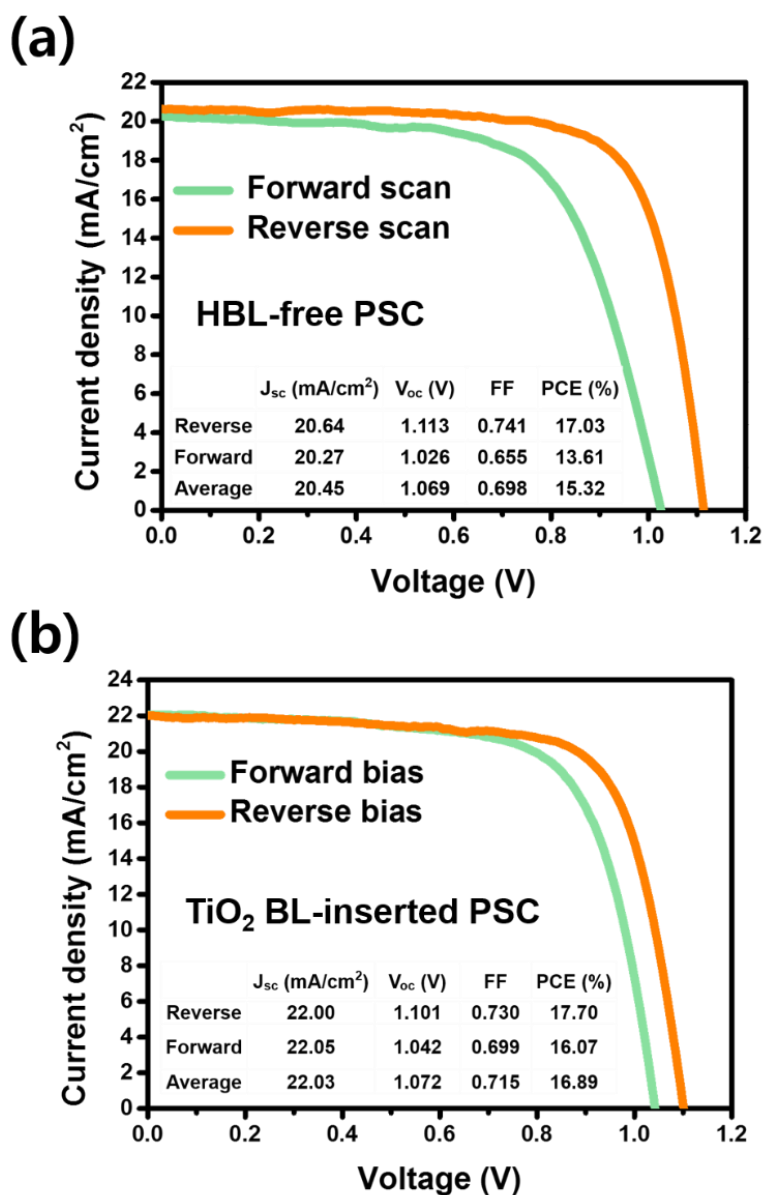 (a)
22
20
18
16
14
12
10
8
6
4
2
0
Current density (mA/cm²)
Forward scan
Reverse scan
HBL-free PSC
Jsc (mA/cm²) Voc (V) FF PCE (%)
Reverse 20.64 1.113 0.741 17.03
Forward 20.27 1.026 0.655 13.61
Average 20.45 1.069 0.698 15.32
0.0 0.2 0.4 0.6 0.8 1.0 1.2
Voltage (V)
(b)
24
22
20
18
16
14
12
10
8
6
4
2
0
Current density (mA/cm²)
Forward bias
Reverse bias
TiO₂ BL-inserted PSC
Jsc (mA/cm²) Voc (V) FF PCE (%)
Reverse 22.00 1.101 0.730 17.70
Forward 22.05 1.042 0.699 16.07
Average 22.03 1.072 0.715 16.89
0.0 0.2 0.4 0.6 0.8 1.0 1.2
Voltage (V)